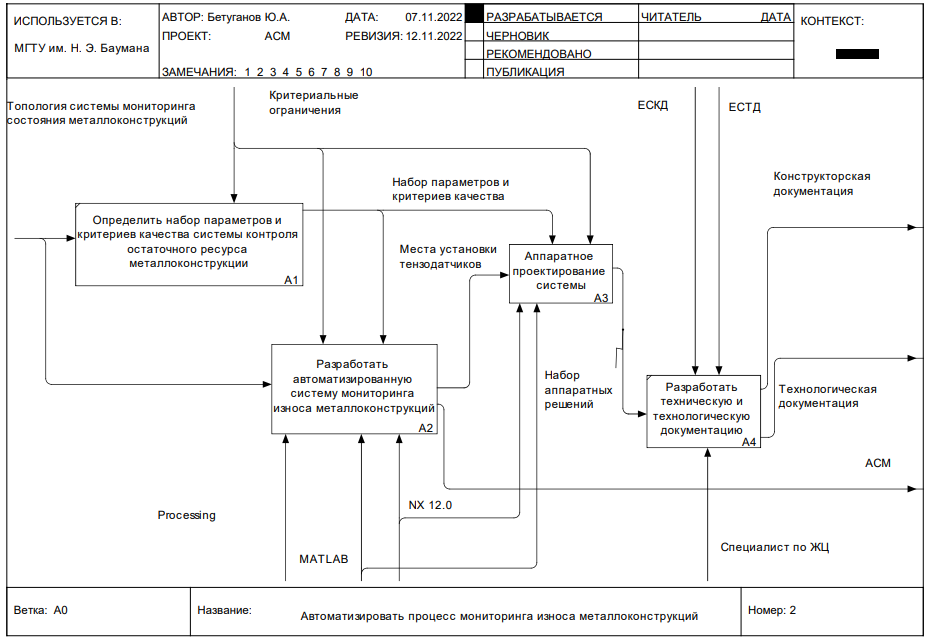 ИСПОЛЬЗУЕТСЯ В:
МГТУ им. Н. Э. Баумана
АВТОР: Бетуганов Ю.А.
ДАТА: 07.11.2022
ПРОЕКТ: АСМ
РЕВИЗИЯ: 12.11.2022
ЗАМЕЧАНИЯ: 1 2 3 4 5 6 7 8 9 10
РАЗРАБАТЫВАЕТСЯ
ЧЕРНОВИК
РЕКОМЕНДОВАНО
ПУБЛИКАЦИЯ
ЧИТАТЕЛЬ ДАТА
КОНТЕКСТ:
Топология системы мониторинга
состояния металлоконструкций
Критериальные
ограничения
ЕСКД
ЕСТД
Конструкторская
документация
Набор параметров и
критериев качества
Определить набор параметров и
критериев качества системы контроля
остаточного ресурса
металлоконструкции
A1
Места установки
тензодатчиков
Аппаратное
проектирование
системы
A3
Разработать
автоматизированную
систему мониторинга
износа металлоконструкций
A2
Набор
аппаратных
решений
Разработать
техническую и
технологическую
документацию
A4
Технологическая
документация
АСМ
Processing
NX 12.0
MATLAB
Специалист по ЖЦ
Ветка: A0
Название:
Автоматизировать процесс мониторинга износа металлоконструкций
Номер: 2